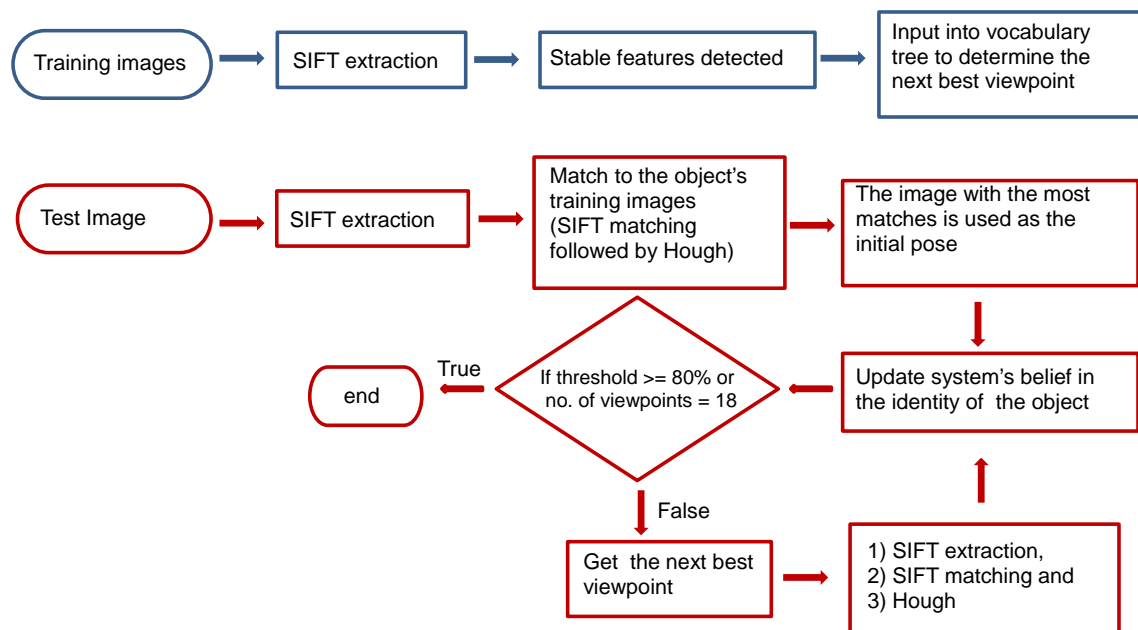 Training images
SIFT extraction
Stable features detected
Input into vocabulary
tree to determine the
next best viewpoint
Test Image
SIFT extraction
Match to the object's
training images
(SIFT matching
followed by Hough)
The image with the most
matches is used as the
initial pose
end
True
If threshold >= 80% or
no. of viewpoints = 18
Update system's belief in
the identity of the object
False
Get the next best
viewpoint
1) SIFT extraction,
2) SIFT matching and
3) Hough